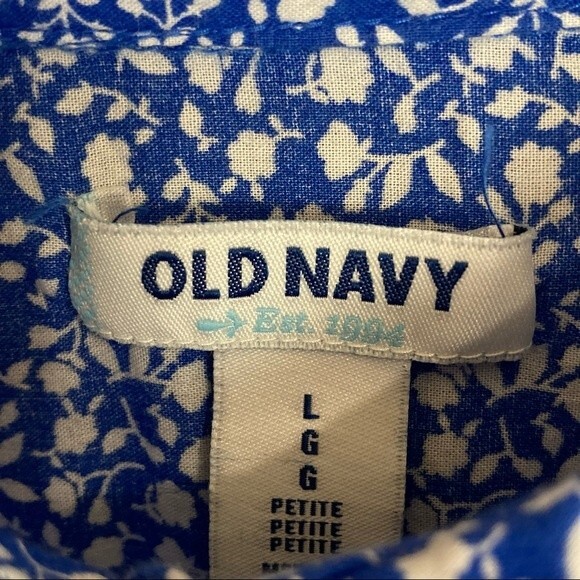 OLD NAVY
Est. 1994
L
G
G
PETITE
PETITE
PETITE